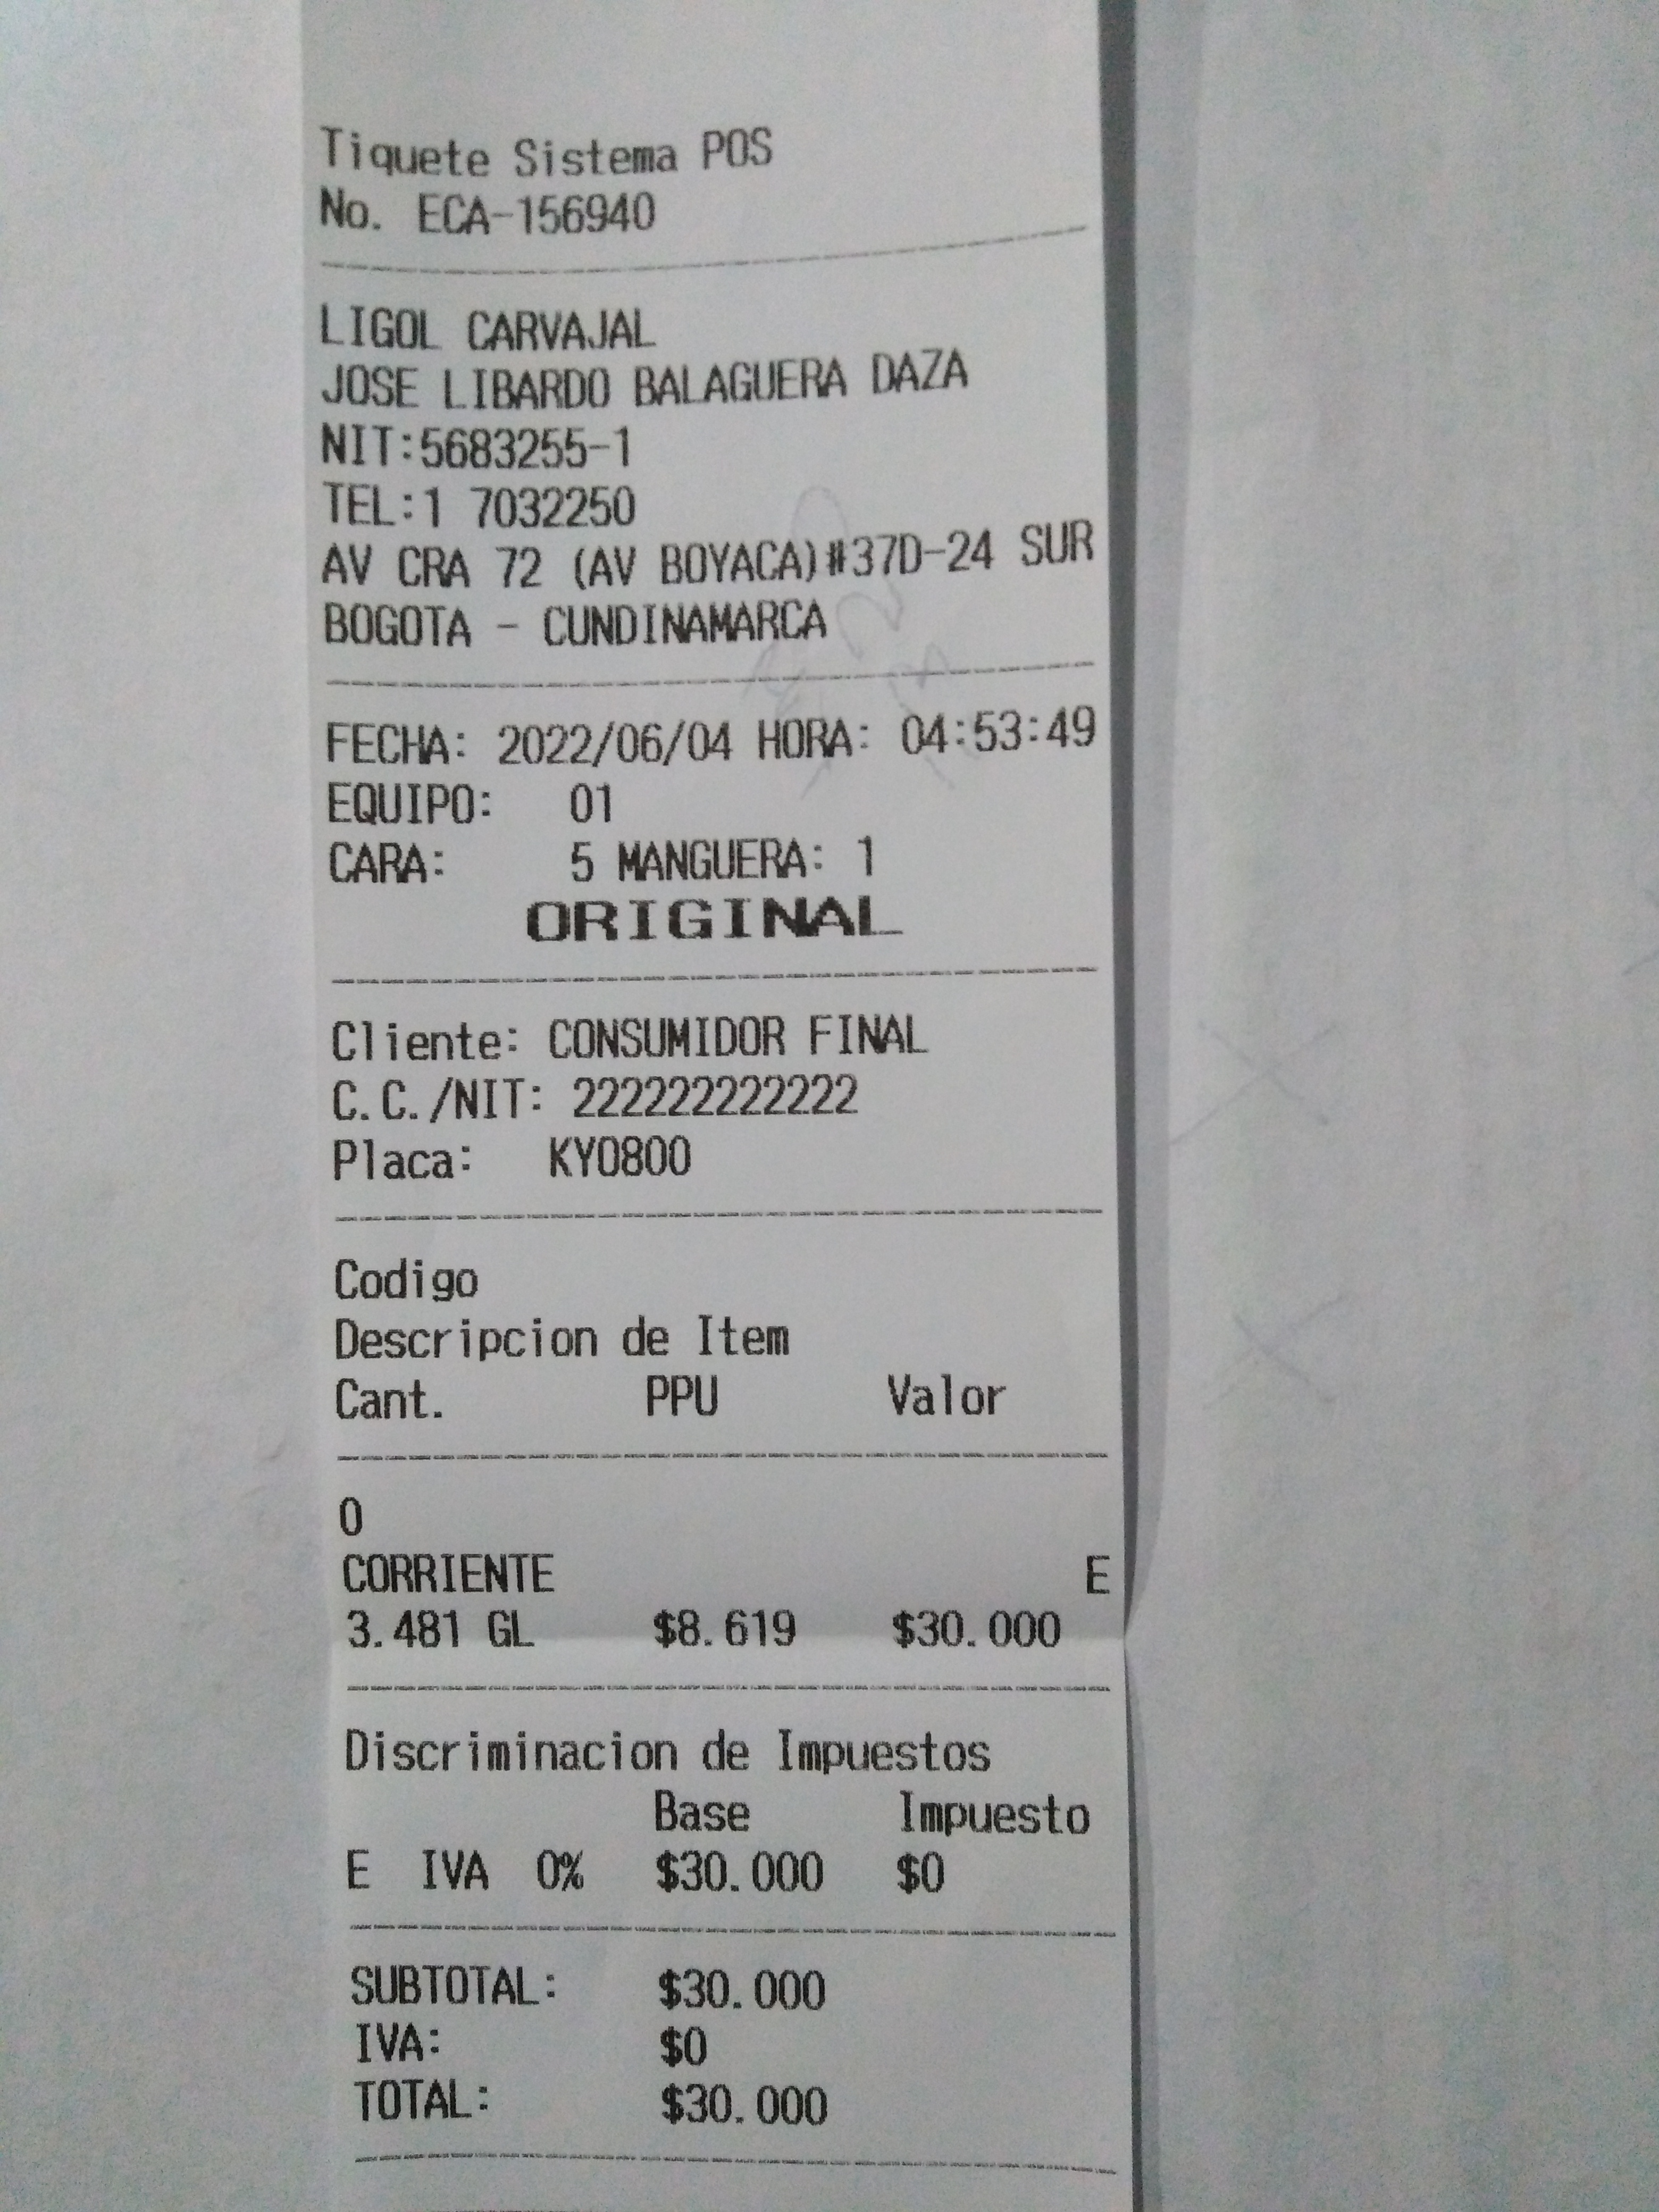 Tiquete Sistema POS
No. ECA-156940
LIGOL CARVAJAL
JOSE LIBARDO BALAGUERA DAZA
NIT:5683255-1
TEL:1 7032250
AV CRA 72 (AV BOYACA)#37D-24 SUR
BOGOTA - CUNDINAMARCA
FECHA: 2022/06/04 HORA: 04:53:49
EQUIPO: 01
CARA: 5 MANGUERA: 1
ORIGINAL
Cliente: CONSUMIDOR FINAL
C.C./NIT: 222222222222
Placa: KYO800
Codigo
Descripcion de Item
Cant. PPU Valor
0
CORRIENTE E
3.481 GL $8.619 $30.000
Discriminacion de Impuestos
Base Impuesto
E IVA 0% $30.000 $0
SUBTOTAL: $30.000
IVA: $0
TOTAL: $30.000